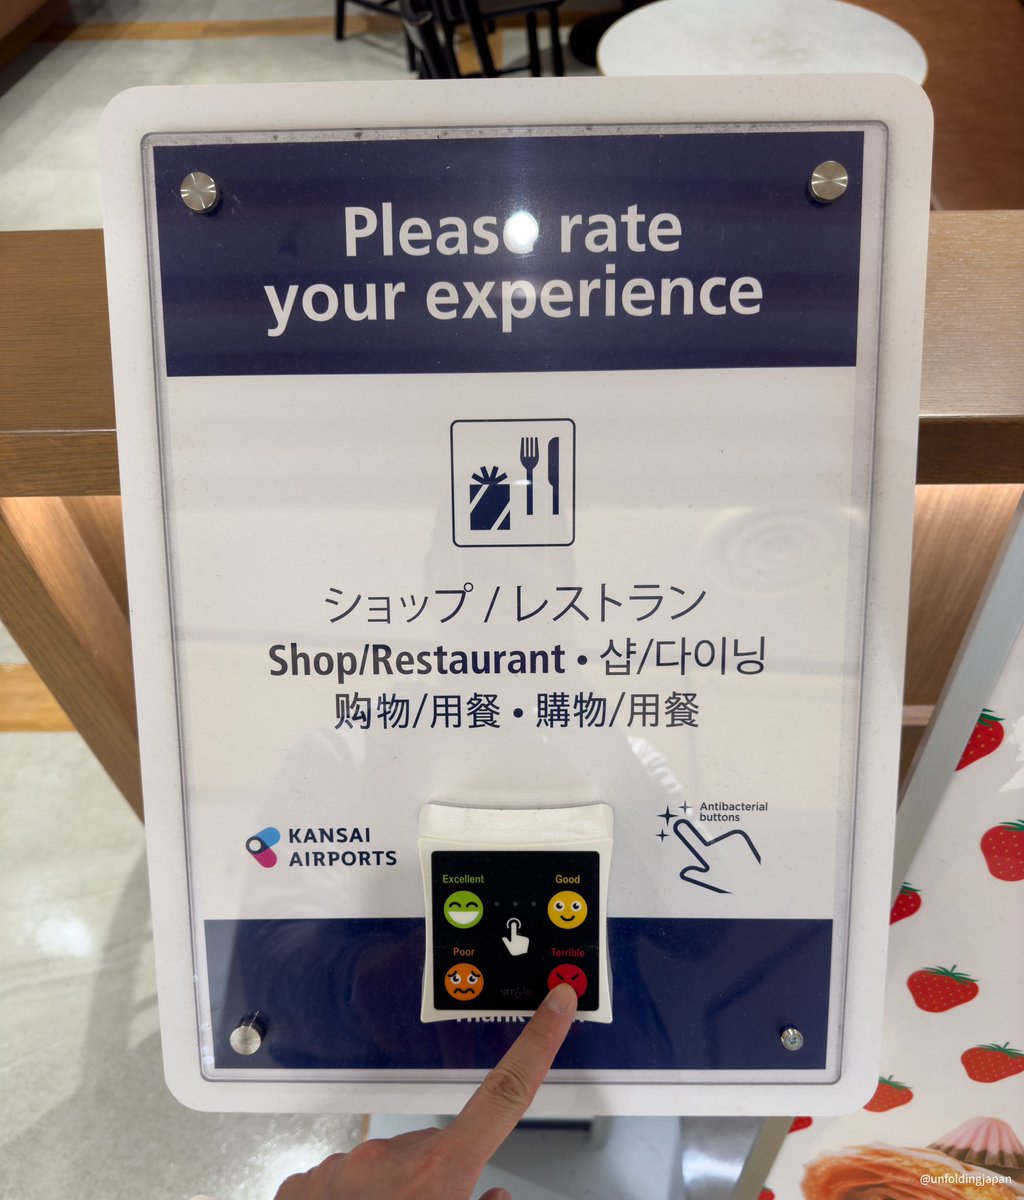 Please rate
your experience
ショップ / レストラン
Shop/Restaurant • 샵/다이닝
购物/用餐 • 購物/用餐
KANSAI
AIRPORTS
Antibacterial
buttons
Excellent
Good
Poor
Terrible
smiile
@unfoldingjapan